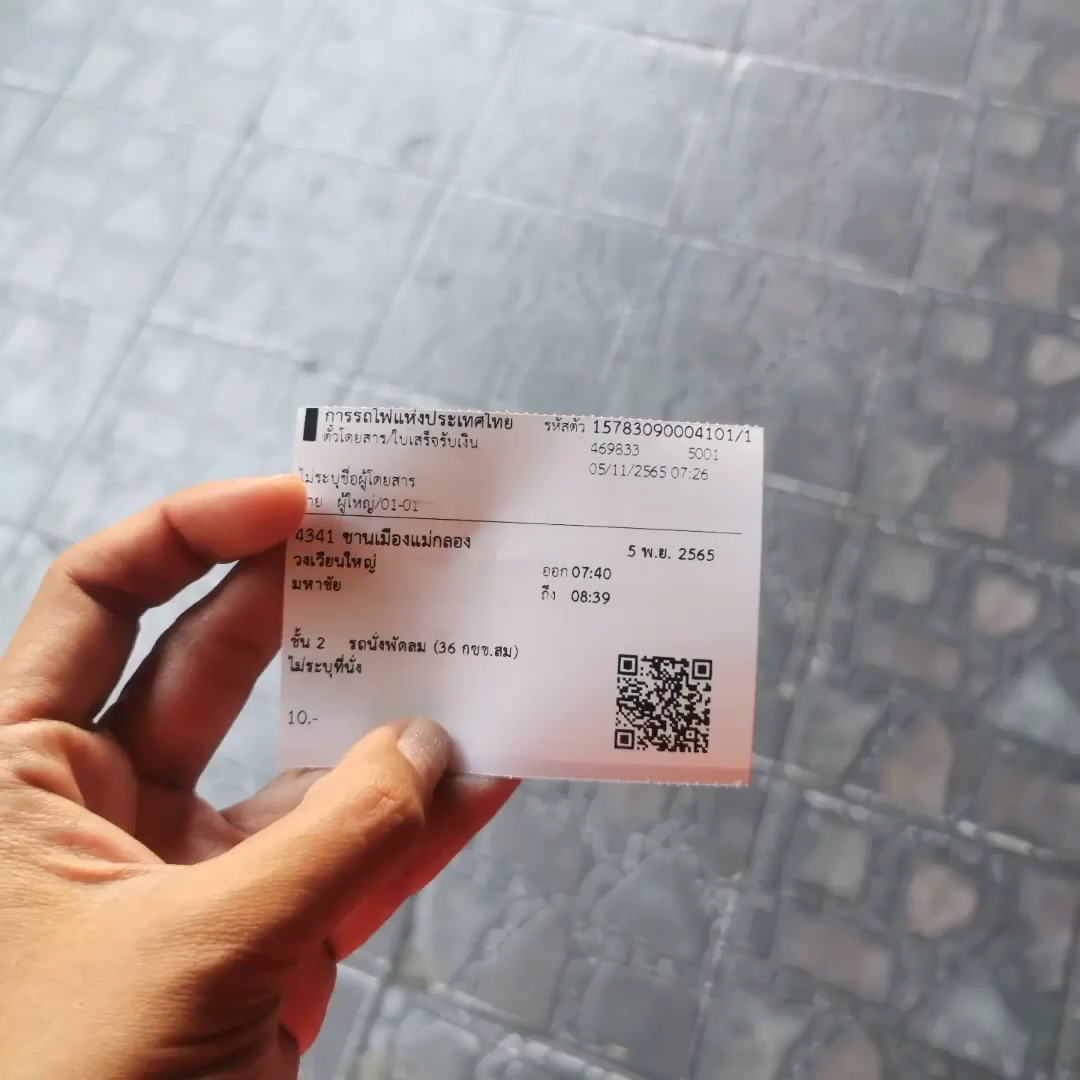 การรถไฟแห่งประเทศไทย รหัสตั๋ว 15783090004101/1
ตั๋วโดยสาร/ใบเสร็จรับเงิน 469833 5001
05/11/2565 07:26
ไม่ระบุชื่อผู้โดยสาร
ผู้ใหญ่/01-01
4341 ชานเมืองแม่กลอง 5 พ.ย. 2565
วงเวียนใหญ่ ออก 07:40
มหาชัย ถึง 08:39
ชั้น 2 รถนั่งพัดลม (36 กซข.สม)
ไม่ระบุที่นั่ง
10.-